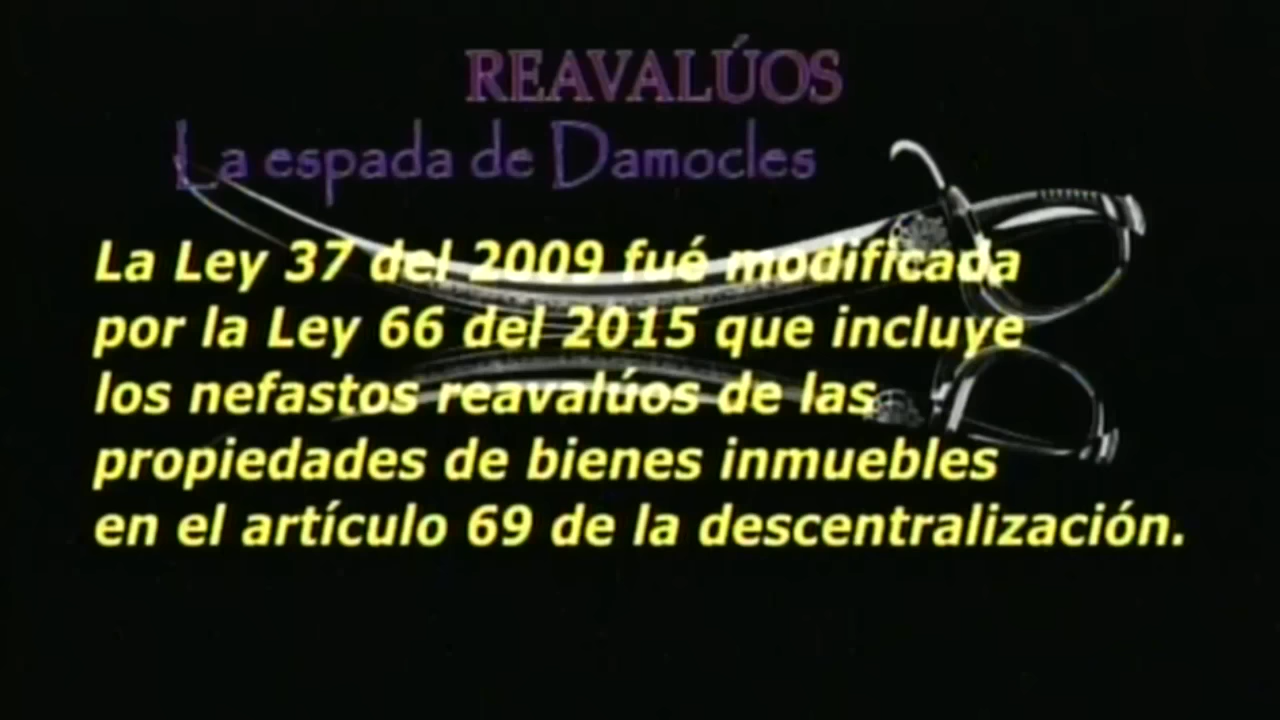 REAVALÚOS
La espada de Damocles
La Ley 37 del 2009 fué modificada
por la Ley 66 del 2015 que incluye
los nefastos reavalúos de las
propiedades de bienes inmuebles
en el artículo 69 de la descentralización.